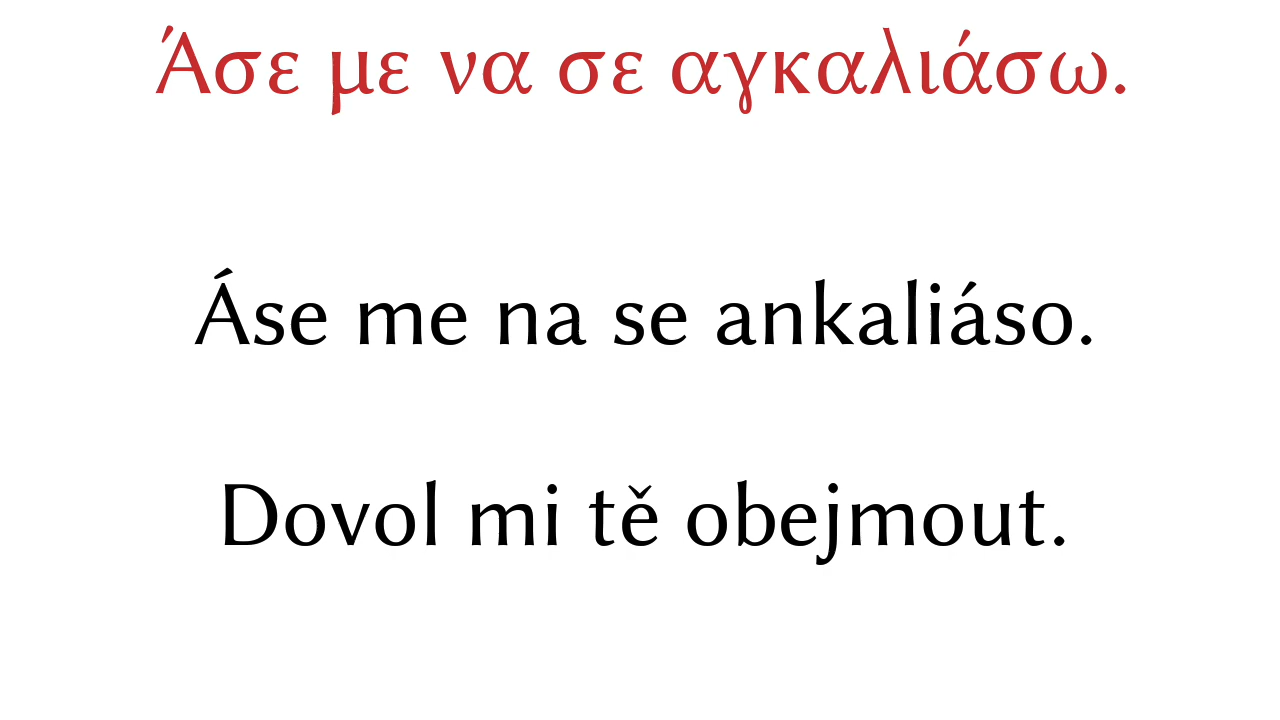 Άσε με να σε αγκαλιάσω.
Áse me na se ankaliáso.
Dovol mi tě obejmout.